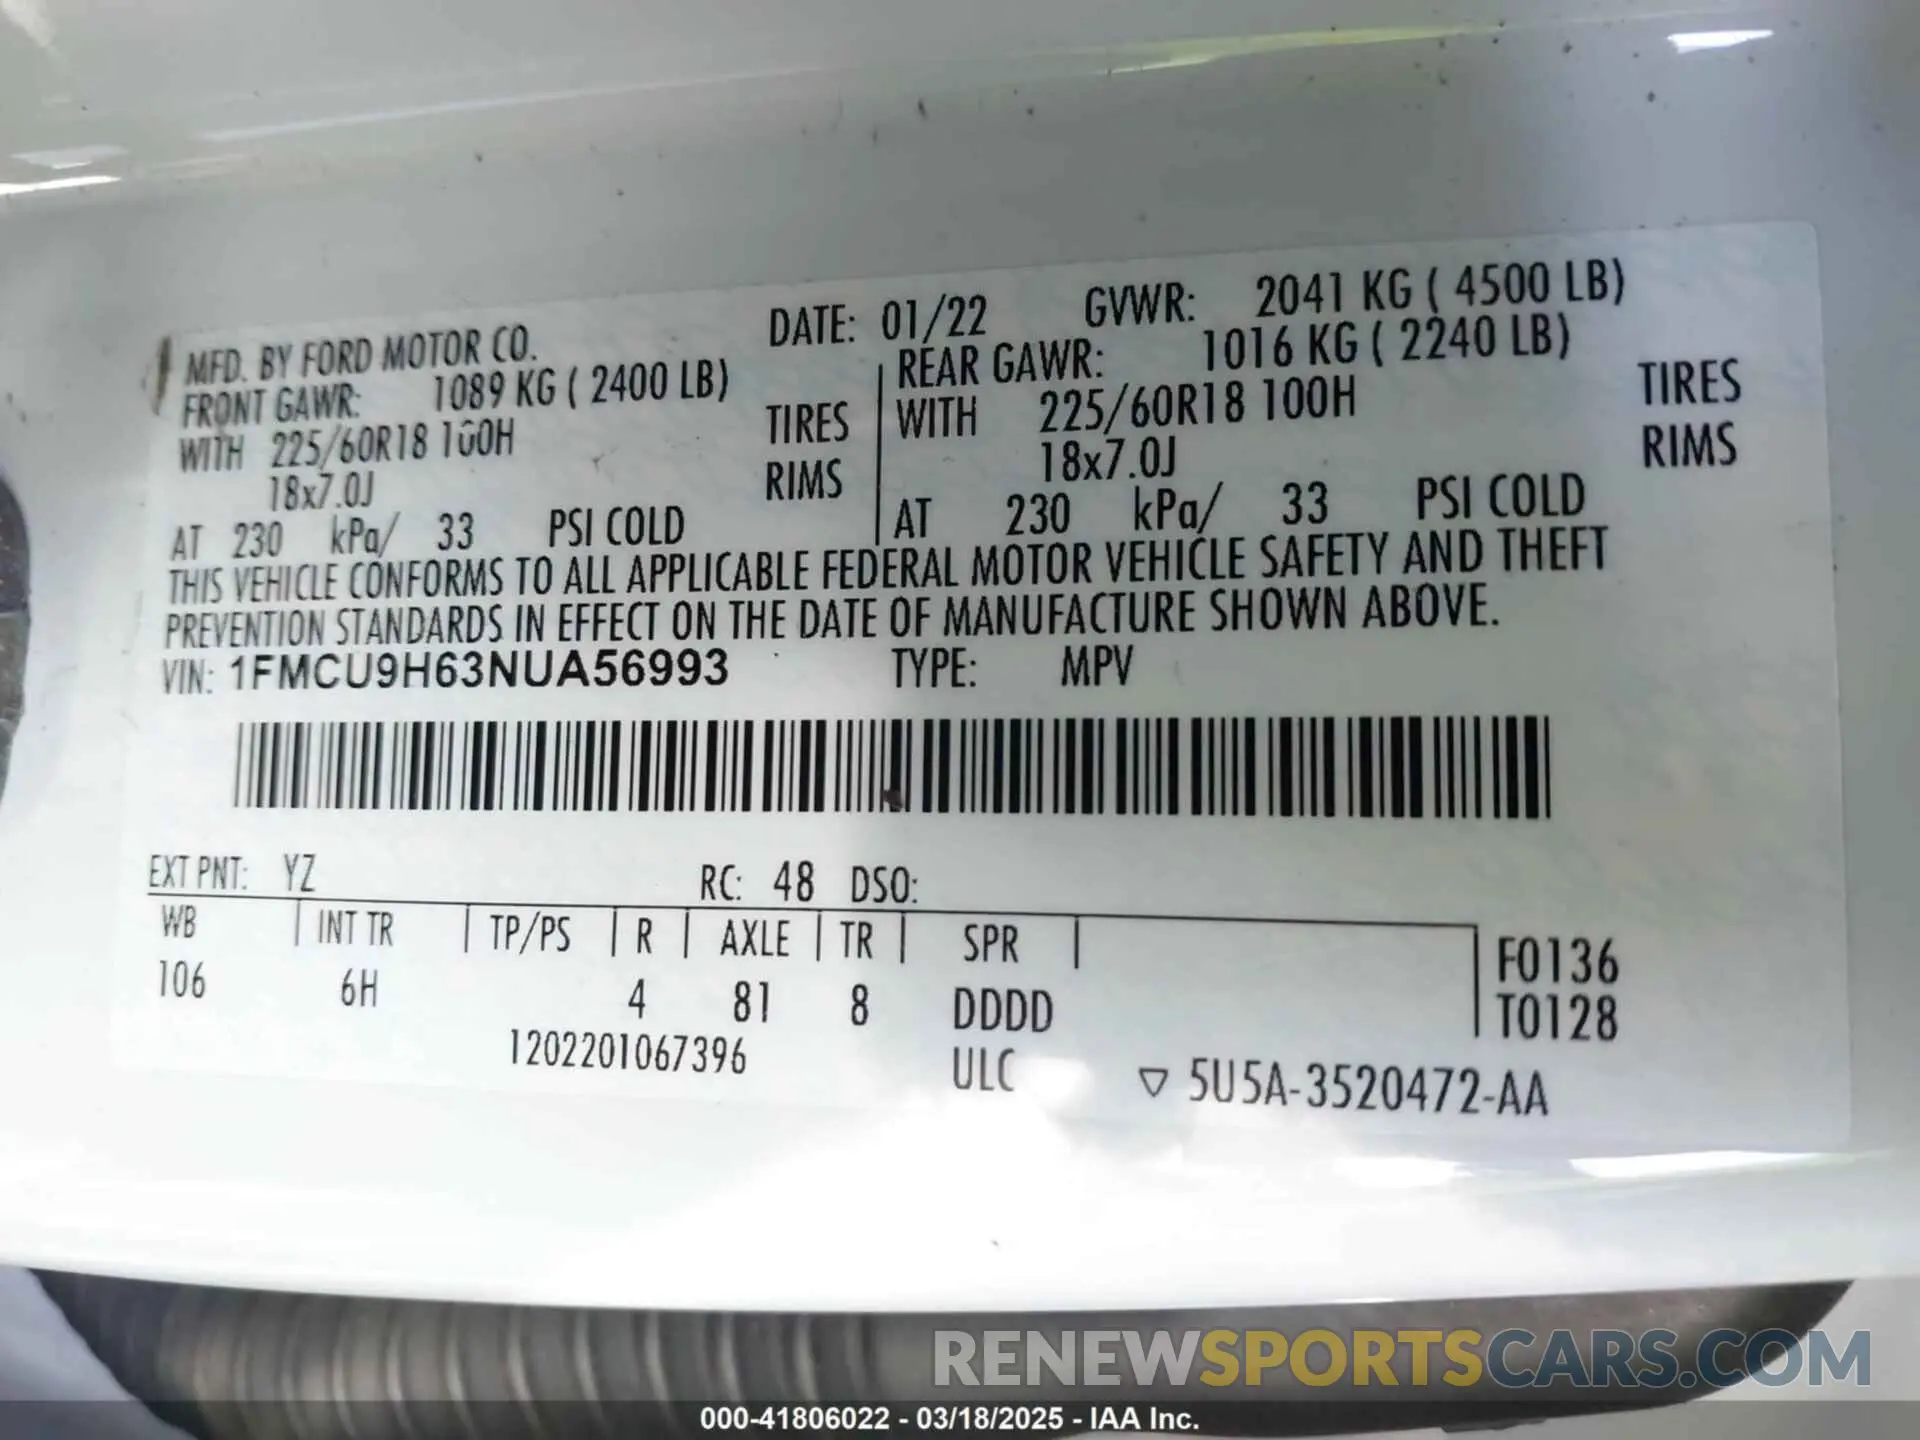 MFD. BY FORD MOTOR CO. DATE: 01/22 GVWR: 2041 KG ( 4500 LB)
FRONT GAWR: 1089 KG ( 2400 LB) REAR GAWR: 1016 KG ( 2240 LB)
WITH 225/60R18 100H TIRES WITH 225/60R18 100H TIRES
18x7.0J RIMS 18x7.0J RIMS
AT 230 kPa/ 33 PSI COLD AT 230 kPa/ 33 PSI COLD
THIS VEHICLE CONFORMS TO ALL APPLICABLE FEDERAL MOTOR VEHICLE SAFETY AND THEFT
PREVENTION STANDARDS IN EFFECT ON THE DATE OF MANUFACTURE SHOWN ABOVE.
VIN: 1FMCU9H63NUA56993 TYPE: MPV
EXT PNT: YZ RC: 48 DSO:
WB INT TR TP/PS R AXLE TR SPR F0136
106 6H 4 81 8 DDDD T0128
1202201067396 ULC ▽ 5U5A-3520472-AA
RENEWSPORTSCARS.COM
000-41806022 - 03/18/2025 - IAA Inc.